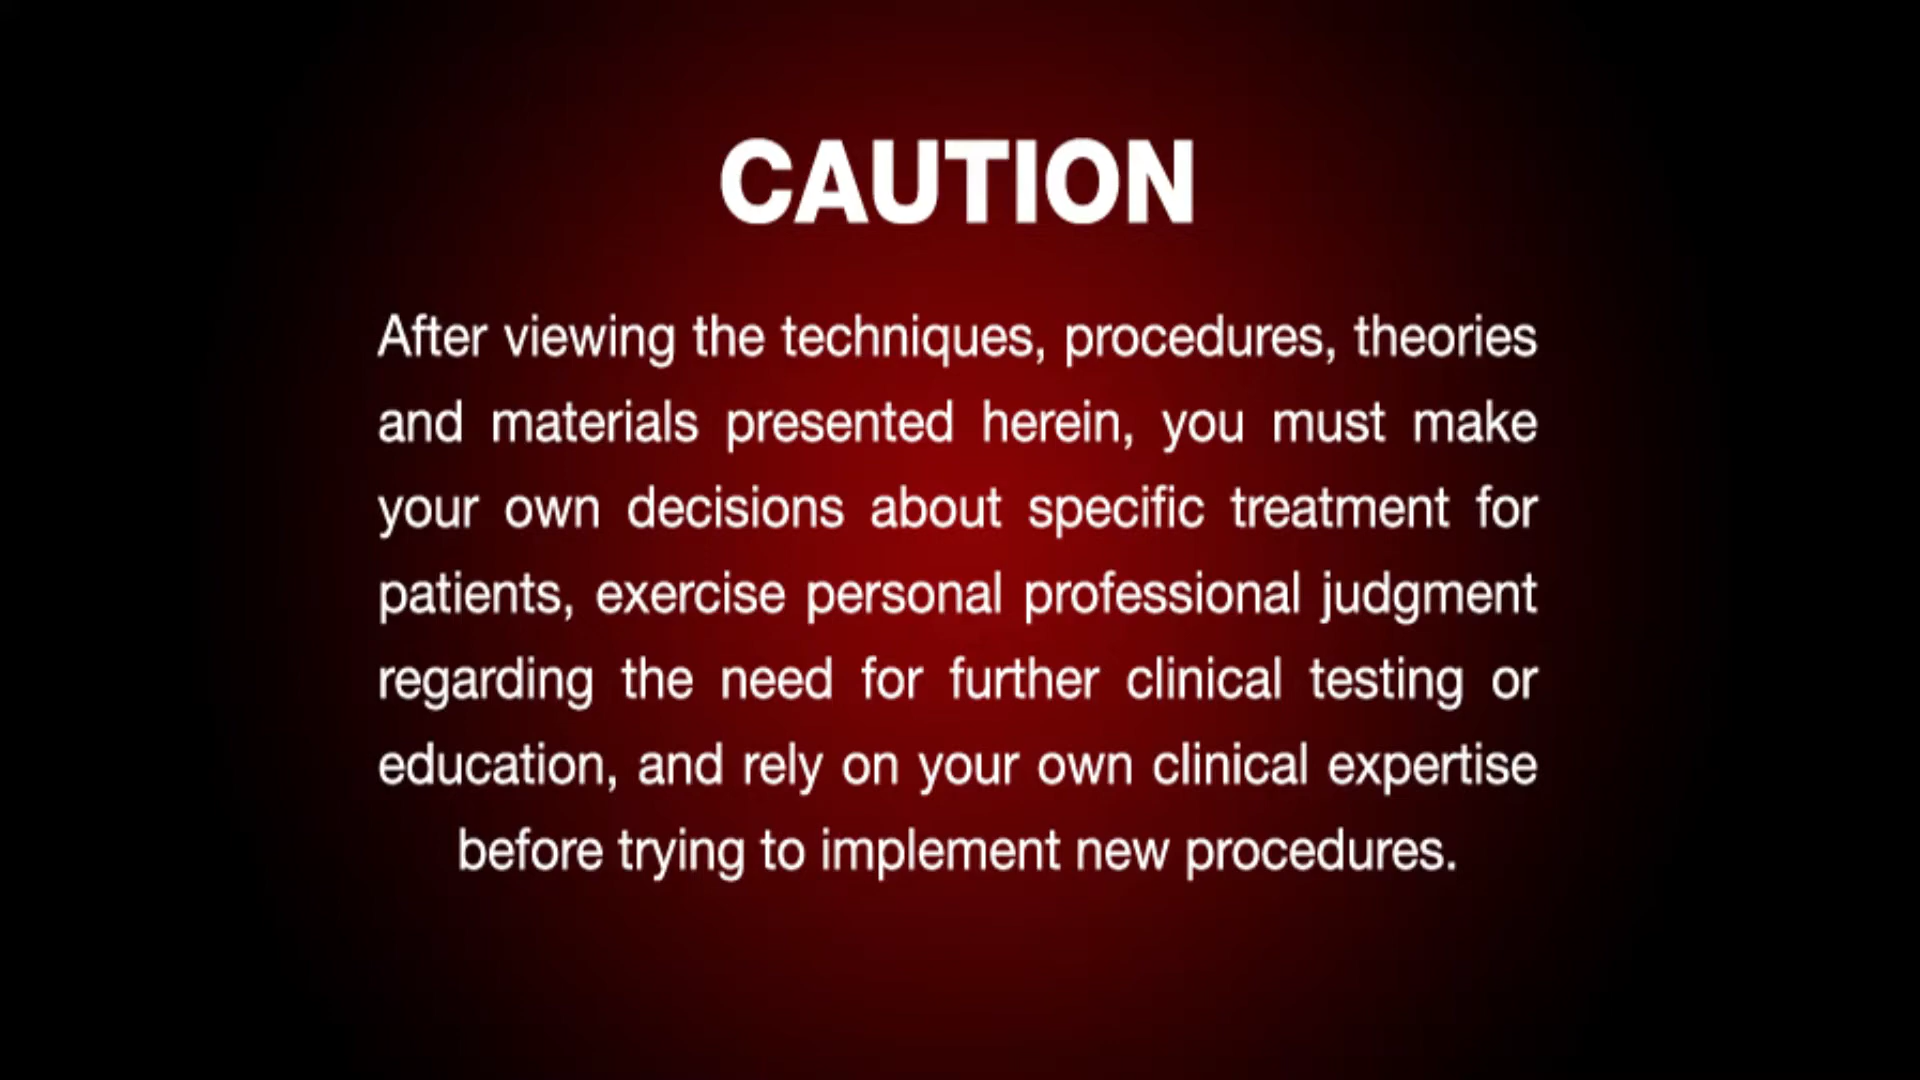 CAUTION
After viewing the techniques, procedures, theories
and materials presented herein, you must make
your own decisions about specific treatment for
patients, exercise personal professional judgment
regarding the need for further clinical testing or
education, and rely on your own clinical expertise
before trying to implement new procedures.